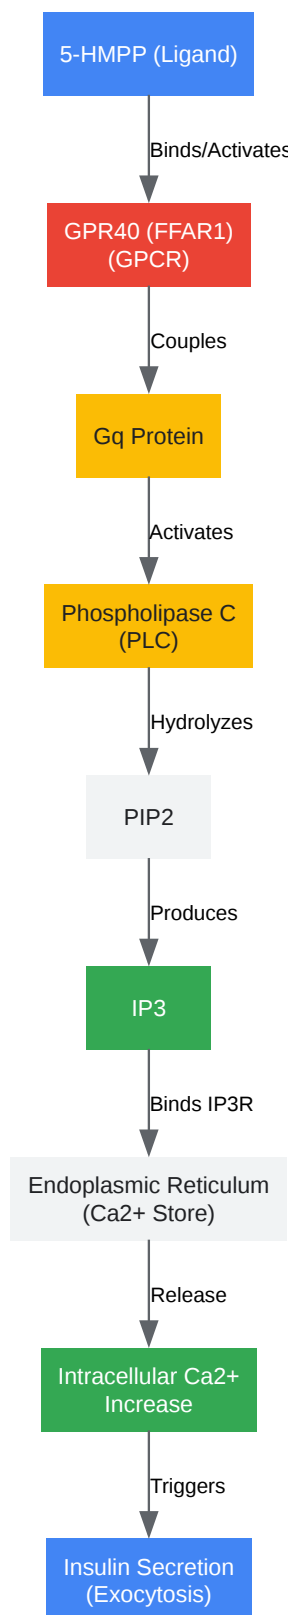 5-HMPP (Ligand)
Binds/Activates
GPR40 (FFAR1)
(GPCR)
Couples
Gq Protein
Activates
Phospholipase C
(PLC)
Hydrolyzes
PIP2
Produces
IP3
Binds IP3R
Endoplasmic Reticulum
(Ca2+ Store)
Release
Intracellular Ca2+
Increase
Triggers
Insulin Secretion
(Exocytosis)